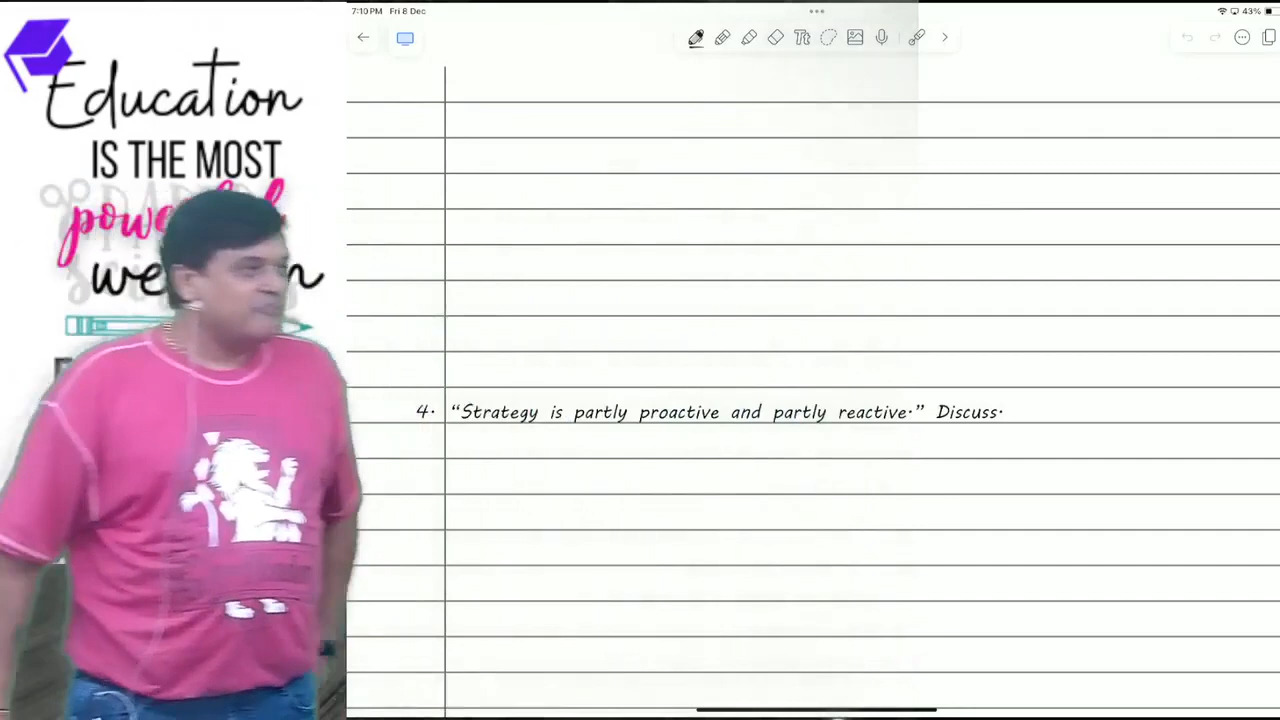 7:10 PM Fri 8 Dec
43%
Education
IS THE MOST
Tt
4. “Strategy is partly proactive and partly reactive.” Discuss.